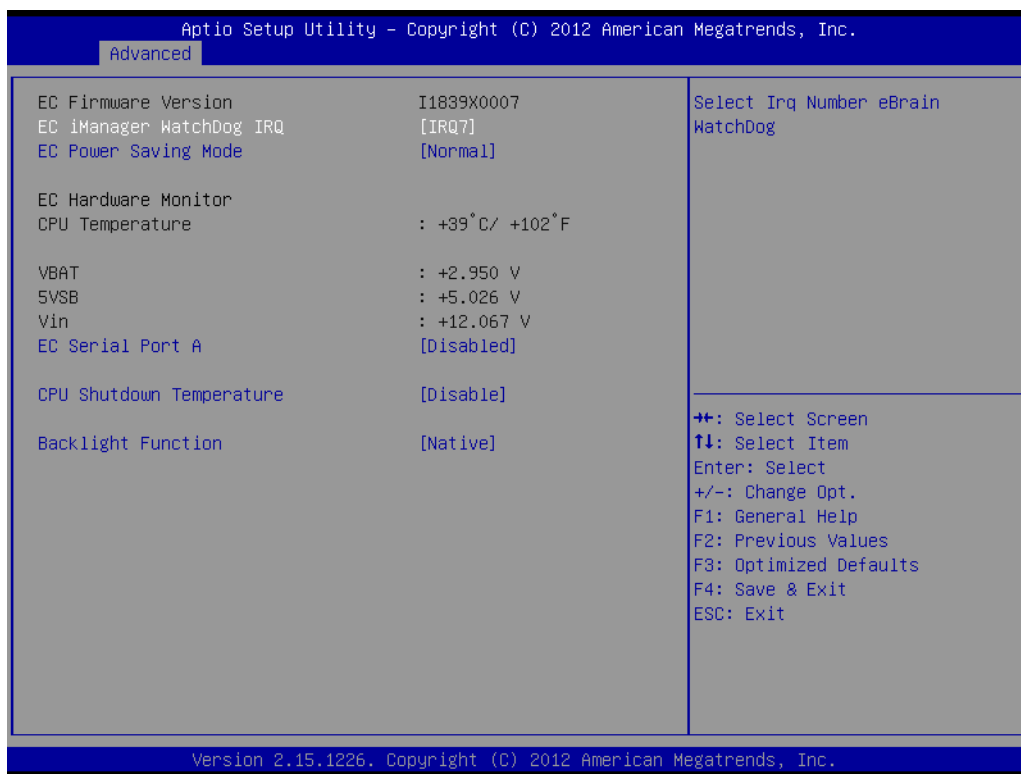 Aptio Setup Utility – Copyright (C) 2012 American Megatrends, Inc.
Advanced
EC Firmware Version I1839X0007
EC iManager WatchDog IRQ [IRQ7]
EC Power Saving Mode [Normal]
EC Hardware Monitor
CPU Temperature : +39°C/ +102°F
VBAT : +2.950 V
5VSB : +5.026 V
Vin : +12.067 V
EC Serial Port A [Disabled]
CPU Shutdown Temperature [Disable]
Backlight Function [Native]
Select Irq Number eBrain
WatchDog
→←: Select Screen
↑↓: Select Item
Enter: Select
+/-: Change Opt.
F1: General Help
F2: Previous Values
F3: Optimized Defaults
F4: Save & Exit
ESC: Exit
Version 2.15.1226. Copyright (C) 2012 American Megatrends, Inc.